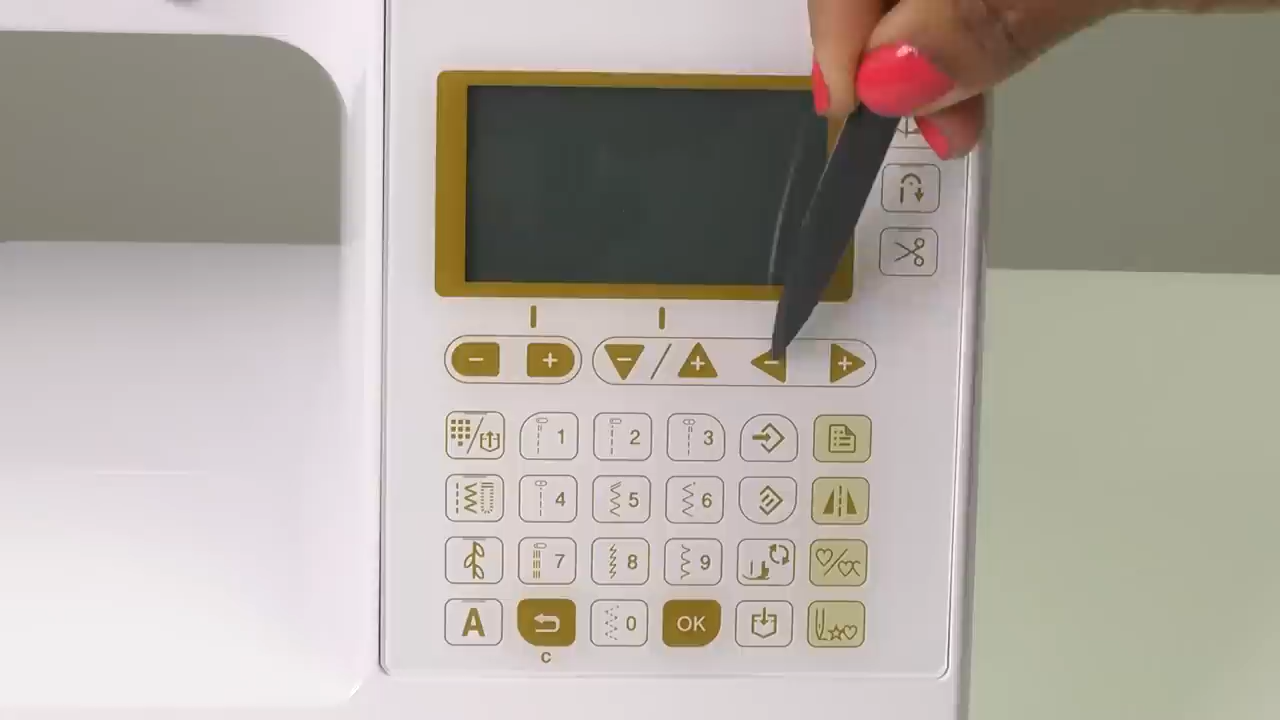 − + − / + − +
1 2 3
4 5 6
7 8 9
A 0 OK
C